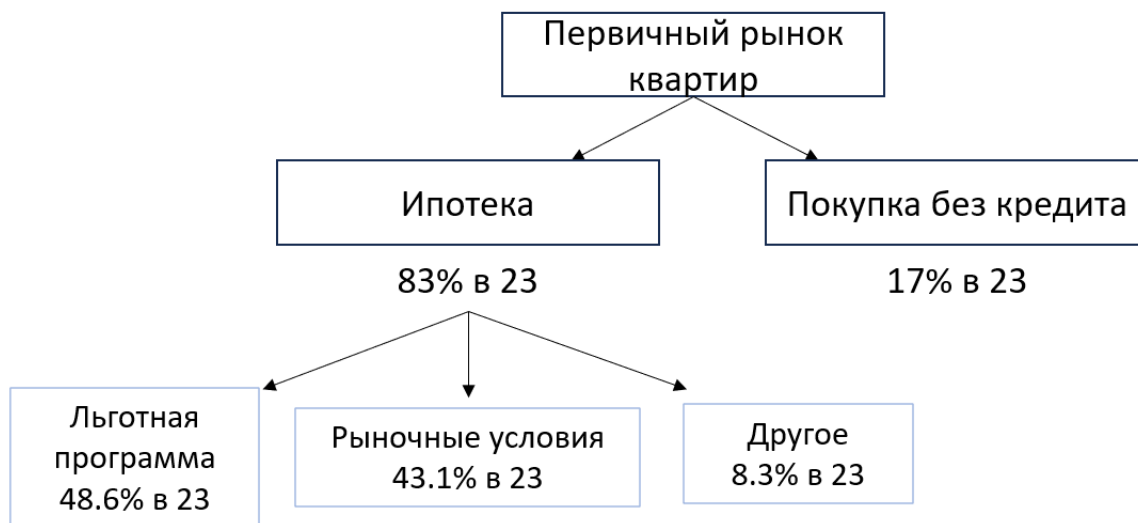 Первичный рынок
квартир
Ипотека
Покупка без кредита
83% в 23
17% в 23
Льготная
программа
48.6% в 23
Рыночные условия
43.1% в 23
Другое
8.3% в 23